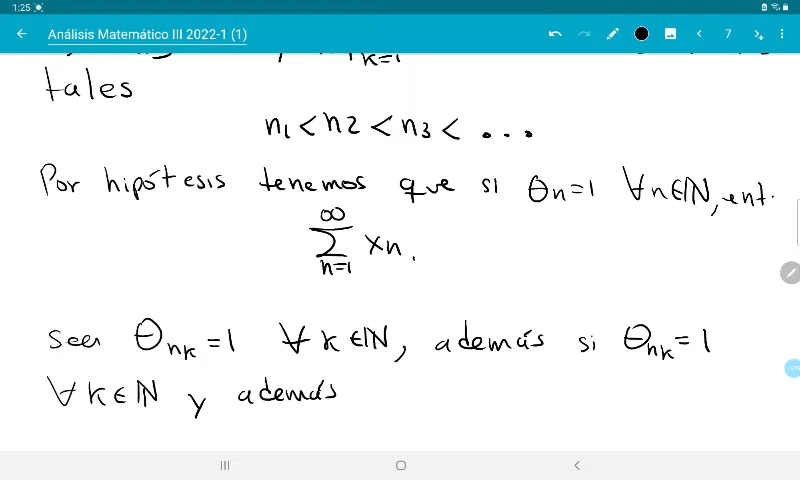 1:25
Análisis Matemático III 2022-1 (1)
7
k=1
tales
n₁ < n2 < n3 < ...
Por hipótesis tenemos que si θn=1 ∀n∈ℕ, ent.
∞
∑ xn.
n=1
Sea θnk = 1 ∀ k∈ℕ, además si θnk = 1
∀ k∈ℕ y además